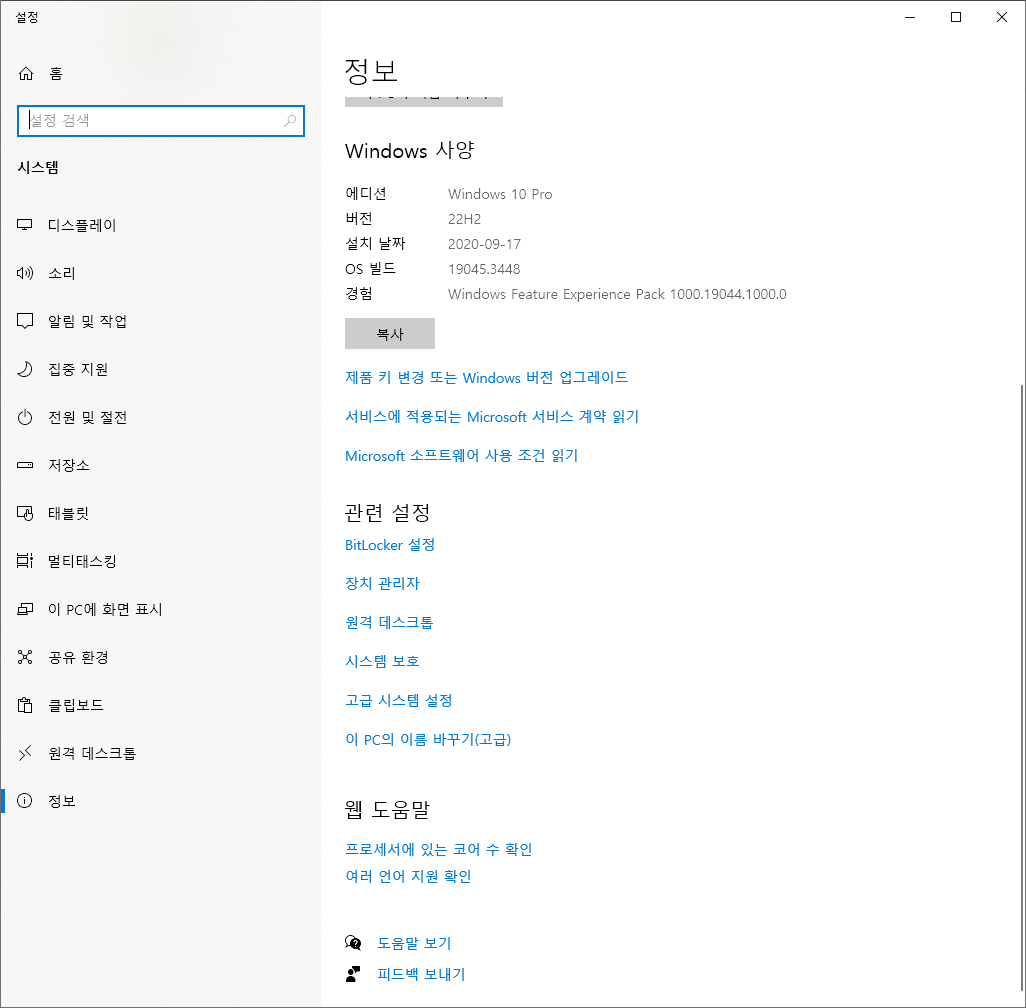 설정
홈
설정 검색
시스템
디스플레이
소리
알림 및 작업
집중 지원
전원 및 절전
저장소
태블릿
멀티태스킹
이 PC에 화면 표시
공유 환경
클립보드
원격 데스크톱
정보
정보
Windows 사양
에디션 Windows 10 Pro
버전 22H2
설치 날짜 2020-09-17
OS 빌드 19045.3448
경험 Windows Feature Experience Pack 1000.19044.1000.0
복사
제품 키 변경 또는 Windows 버전 업그레이드
서비스에 적용되는 Microsoft 서비스 계약 읽기
Microsoft 소프트웨어 사용 조건 읽기
관련 설정
BitLocker 설정
장치 관리자
원격 데스크톱
시스템 보호
고급 시스템 설정
이 PC의 이름 바꾸기(고급)
웹 도움말
프로세서에 있는 코어 수 확인
여러 언어 지원 확인
도움말 보기
피드백 보내기